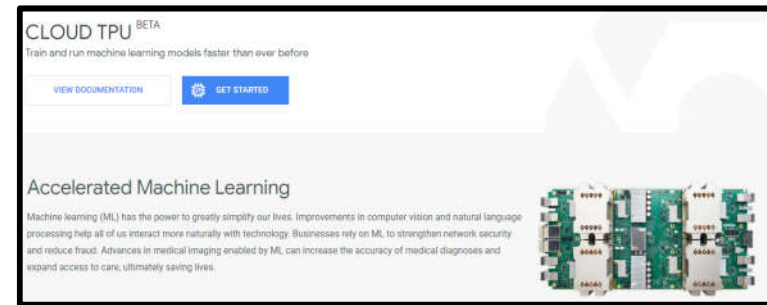 CLOUD TPU BETA
Train and run machine learning models faster than ever before
VIEW DOCUMENTATION
GET STARTED
Accelerated Machine Learning
Machine learning (ML) has the power to greatly simplify our lives. Improvements in computer vision and natural language
processing help all of us interact more naturally with technology. Businesses rely on ML to strengthen network security
and reduce fraud. Advances in medical imaging enabled by ML can increase the accuracy of medical diagnoses and
expand access to care, ultimately saving lives.